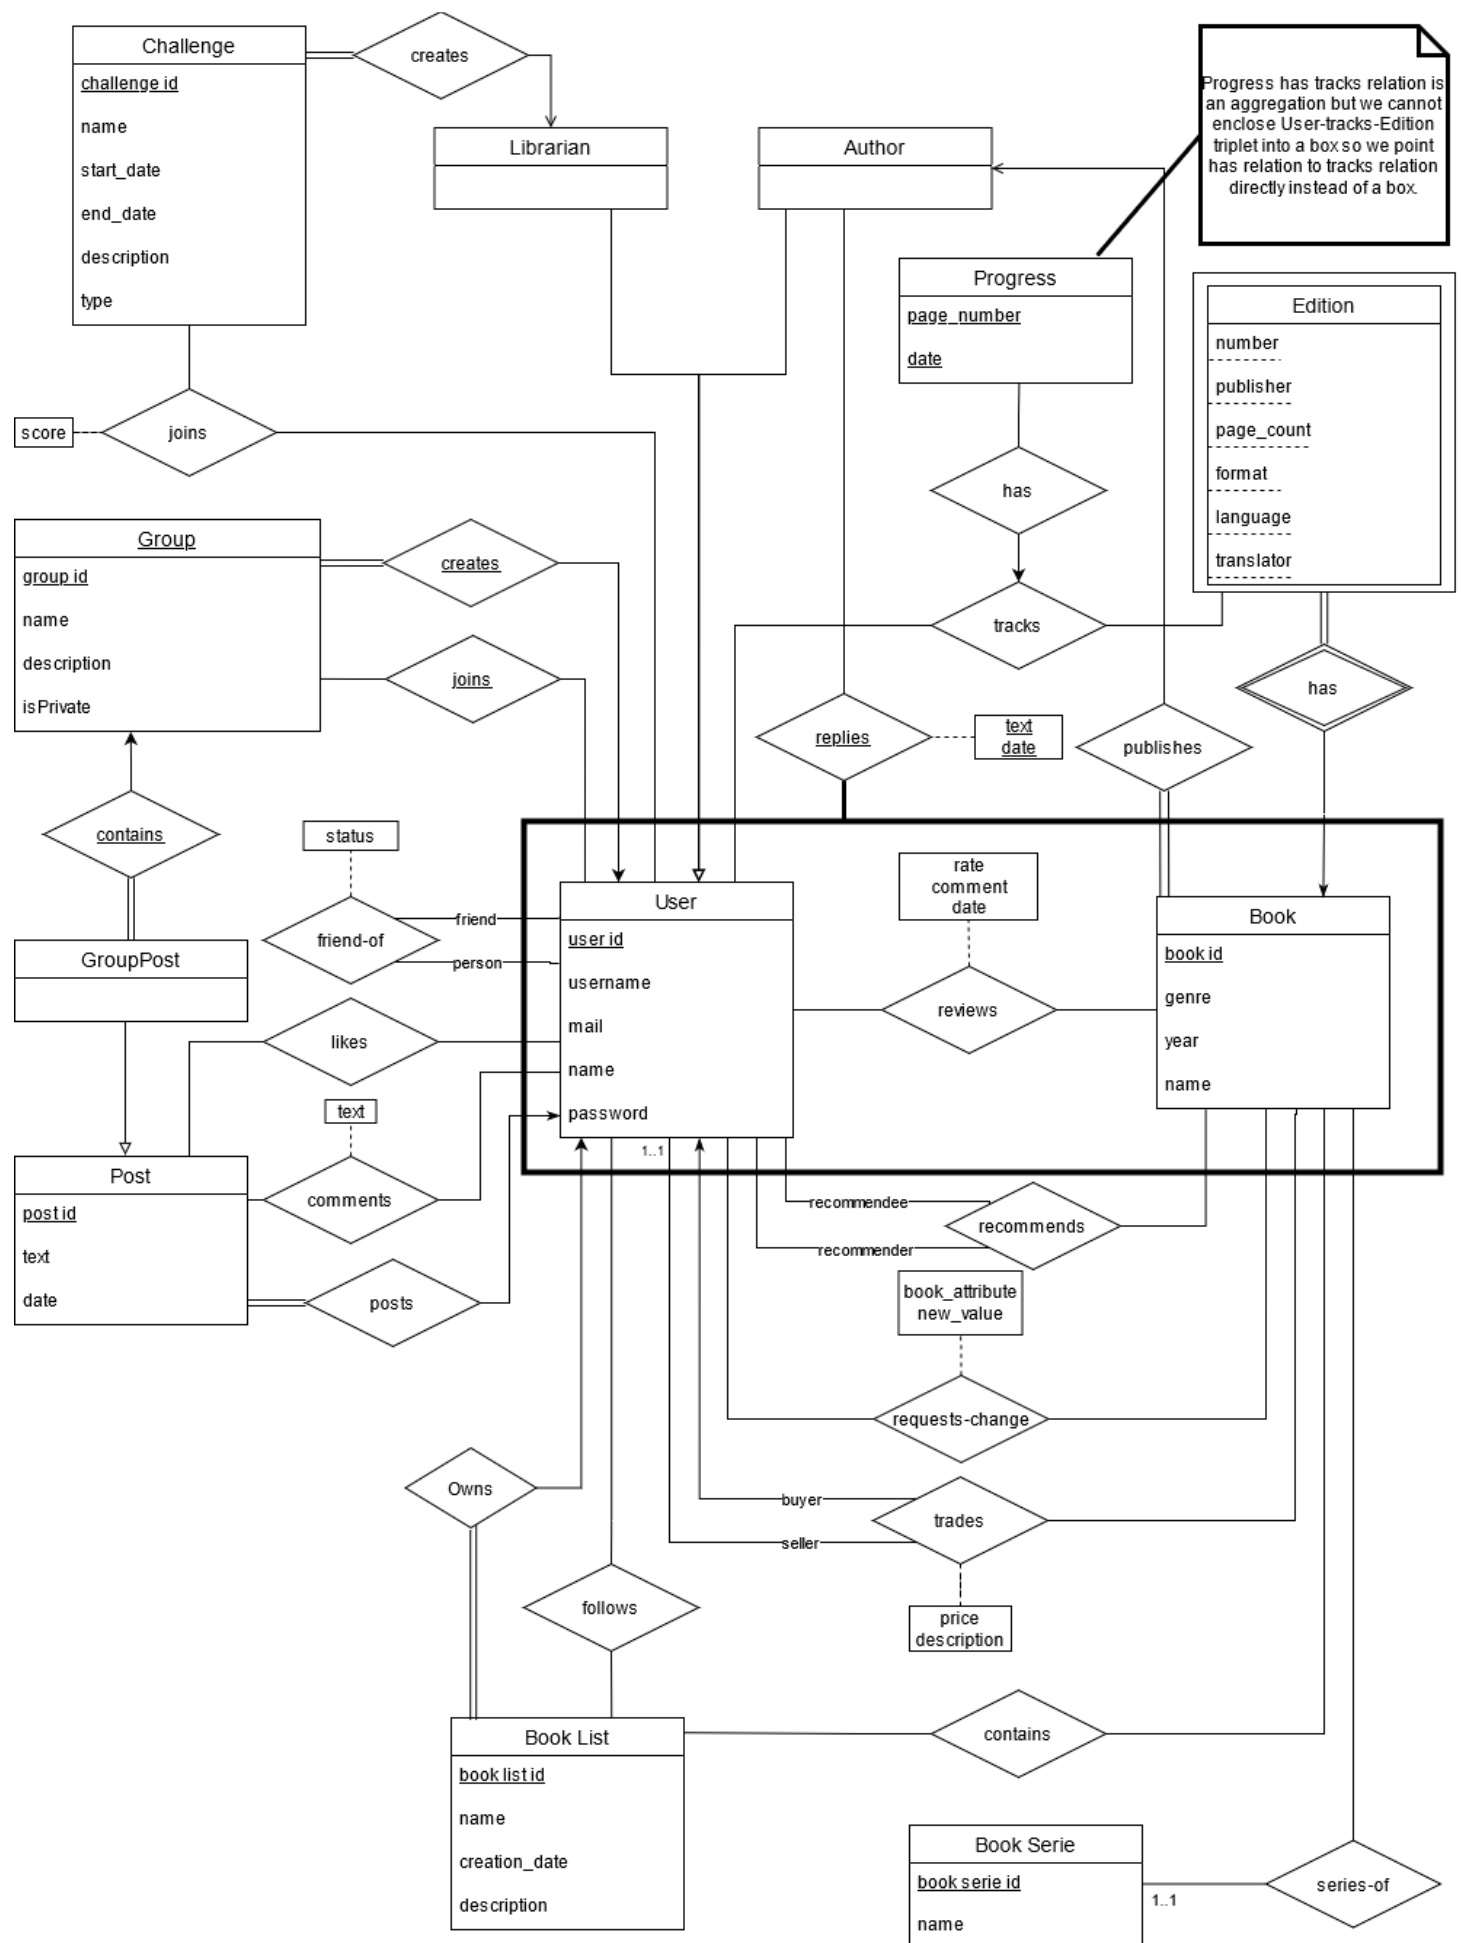 Challenge
challenge id
name
start_date
end_date
description
type
creates
Librarian
Author
Progress has tracks relation is
an aggregation but we cannot
enclose User-tracks-Edition
triplet into a box so we point
has relation to tracks relation
directly instead of a box.
Progress
page_number
date
Edition
number
publisher
page_count
format
language
translator
score
joins
has
Group
group id
name
description
isPrivate
creates
joins
tracks
has
replies
text
date
publishes
contains
status
friend-of
friend
person
GroupPost
likes
User
user id
username
mail
name
password
rate
comment
date
reviews
Book
book id
genre
year
name
text
comments
Post
post id
text
date
posts
1..1
recommendee
recommender
recommends
book_attribute
new_value
requests-change
Owns
buyer
seller
trades
price
description
follows
Book List
book list id
name
creation_date
description
contains
Book Serie
book serie id
name
1..1
series-of